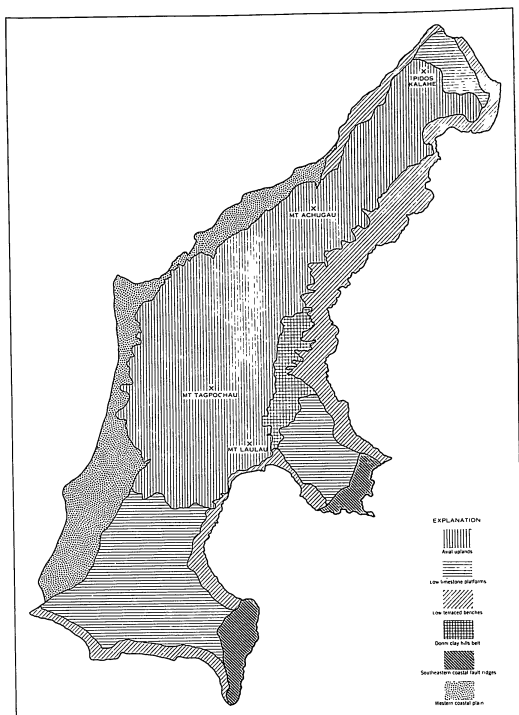 IPIDOS
KALAHE
MT ACHUGAU
MT TAGPOCHAU
MT LAULAU
EXPLANATION
Axial uplands
Low limestone platforms
Low terraced benches
Donni clay hills belt
Southeastern coastal fault ridges
Western coastal plain